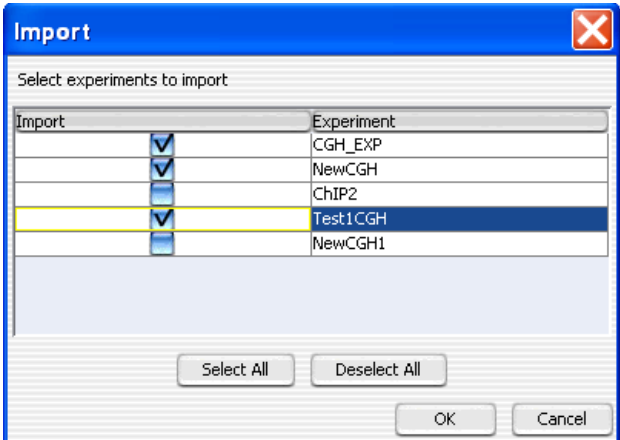 Import
Select experiments to import
Import Experiment
CGH_EXP
NewCGH
ChIP2
Test1CGH
NewCGH1
Select All Deselect All
OK Cancel